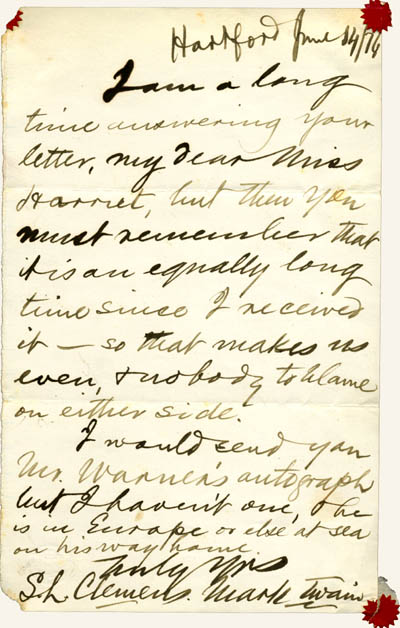 Hartford June 14/76
I am a long
time answering your
letter, my dear Miss
Harriet, but then you
must remember that
it is an equally long
time since I received
it — so that makes us
even, & nobody to blame
on either side.
I would send you
Mr. Warner's autograph
but I haven't one, & he
is in Europe or else at sea
on his way home.
Truly Yrs
S. L. Clemens. Mark Twain